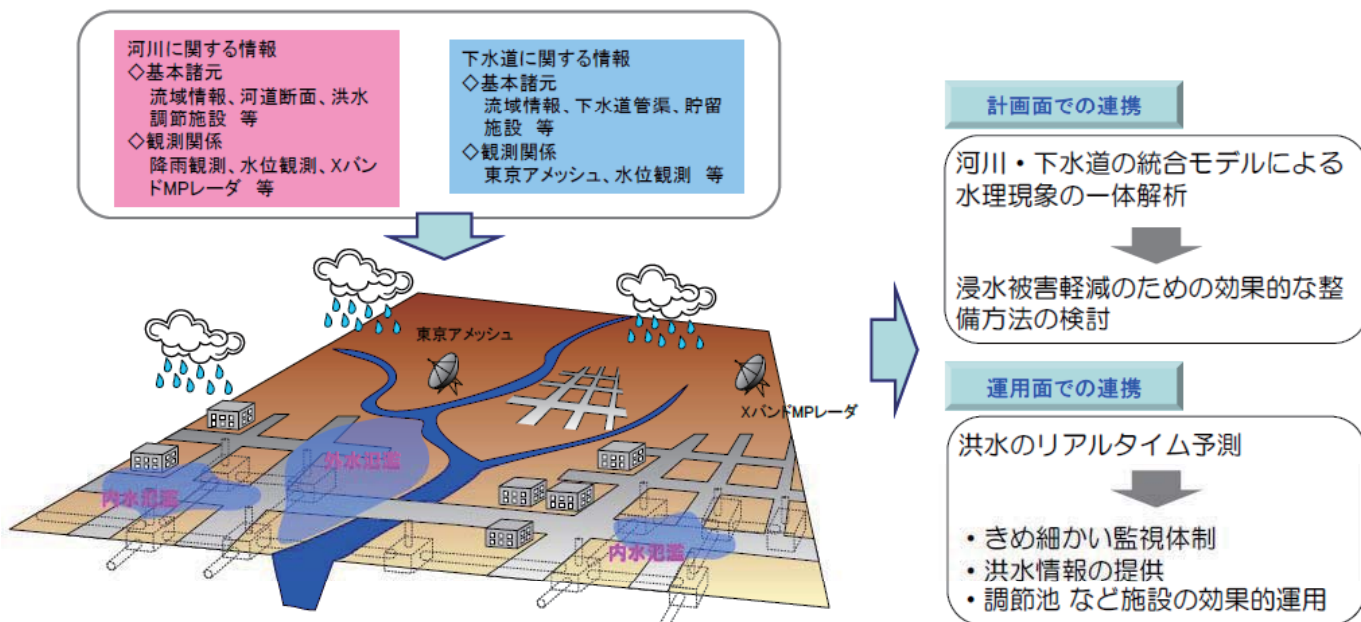 河川に関する情報
◇基本諸元
流域情報、河道断面、洪水
調節施設 等
◇観測関係
降雨観測、水位観測、Xバン
ドMPレーダ 等
下水道に関する情報
◇基本諸元
流域情報、下水道管渠、貯留
施設 等
◇観測関係
東京アメッシュ、水位観測 等
東京アメッシュ
XバンドMPレーダ
外水氾濫
内水氾濫
内水氾濫
計画面での連携
河川・下水道の統合モデルによる
水理現象の一体解析
浸水被害軽減のための効果的な整
備方法の検討
運用面での連携
洪水のリアルタイム予測
・きめ細かい監視体制
・洪水情報の提供
・調節池 など施設の効果的運用